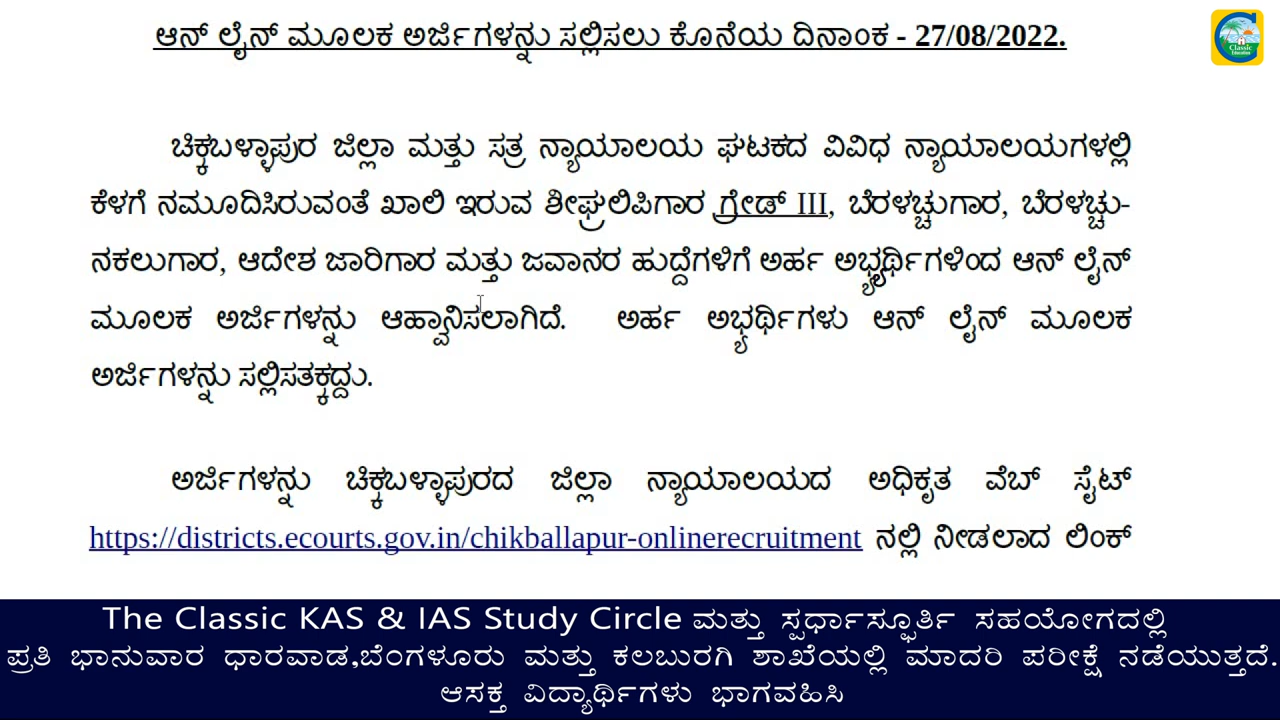 ಆನ್ ಲೈನ್ ಮೂಲಕ ಅರ್ಜಿಗಳನ್ನು ಸಲ್ಲಿಸಲು ಕೊನೆಯ ದಿನಾಂಕ - 27/08/2022.
Classic
Education
ಚಿಕ್ಕಬಳ್ಳಾಪುರ ಜಿಲ್ಲಾ ಮತ್ತು ಸತ್ರ ನ್ಯಾಯಾಲಯ ಘಟಕದ ವಿವಿಧ ನ್ಯಾಯಾಲಯಗಳಲ್ಲಿ
ಕೆಳಗೆ ನಮೂದಿಸಿರುವಂತೆ ಖಾಲಿ ಇರುವ ಶೀಘ್ರಲಿಪಿಗಾರ ಗ್ರೇಡ್ III, ಬೆರಳಚ್ಚುಗಾರ, ಬೆರಳಚ್ಚು-
ನಕಲುಗಾರ, ಆದೇಶ ಜಾರಿಗಾರ ಮತ್ತು ಜವಾನರ ಹುದ್ದೆಗಳಿಗೆ ಅರ್ಹ ಅಭ್ಯರ್ಥಿಗಳಿಂದ ಆನ್ ಲೈನ್
ಮೂಲಕ ಅರ್ಜಿಗಳನ್ನು ಆಹ್ವಾನಿಸಲಾಗಿದೆ. ಅರ್ಹ ಅಭ್ಯರ್ಥಿಗಳು ಆನ್ ಲೈನ್ ಮೂಲಕ
ಅರ್ಜಿಗಳನ್ನು ಸಲ್ಲಿಸತಕ್ಕದ್ದು.
ಅರ್ಜಿಗಳನ್ನು ಚಿಕ್ಕಬಳ್ಳಾಪುರದ ಜಿಲ್ಲಾ ನ್ಯಾಯಾಲಯದ ಅಧಿಕೃತ ವೆಬ್ ಸೈಟ್
https://districts.ecourts.gov.in/chikballapur-onlinerecruitment ನಲ್ಲಿ ನೀಡಲಾದ ಲಿಂಕ್
The Classic KAS & IAS Study Circle ಮತ್ತು ಸ್ಪರ್ಧಾಸ್ಫೂರ್ತಿ ಸಹಯೋಗದಲ್ಲಿ
ಪ್ರತಿ ಭಾನುವಾರ ಧಾರವಾಡ,ಬೆಂಗಳೂರು ಮತ್ತು ಕಲಬುರಗಿ ಶಾಖೆಯಲ್ಲಿ ಮಾದರಿ ಪರೀಕ್ಷೆ ನಡೆಯುತ್ತದೆ.
ಆಸಕ್ತ ವಿದ್ಯಾರ್ಥಿಗಳು ಭಾಗವಹಿಸಿ